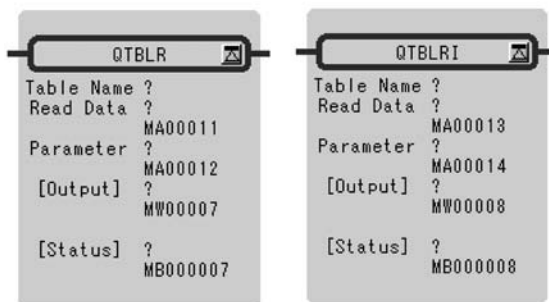 QTBLR
Table Name ?
Read Data ?
MA00011
Parameter ?
MA00012
[Output] ?
MW00007
[Status] ?
MB000007
QTBLRI
Table Name ?
Read Data ?
MA00013
Parameter ?
MA00014
[Output] ?
MW00008
[Status] ?
MB000008